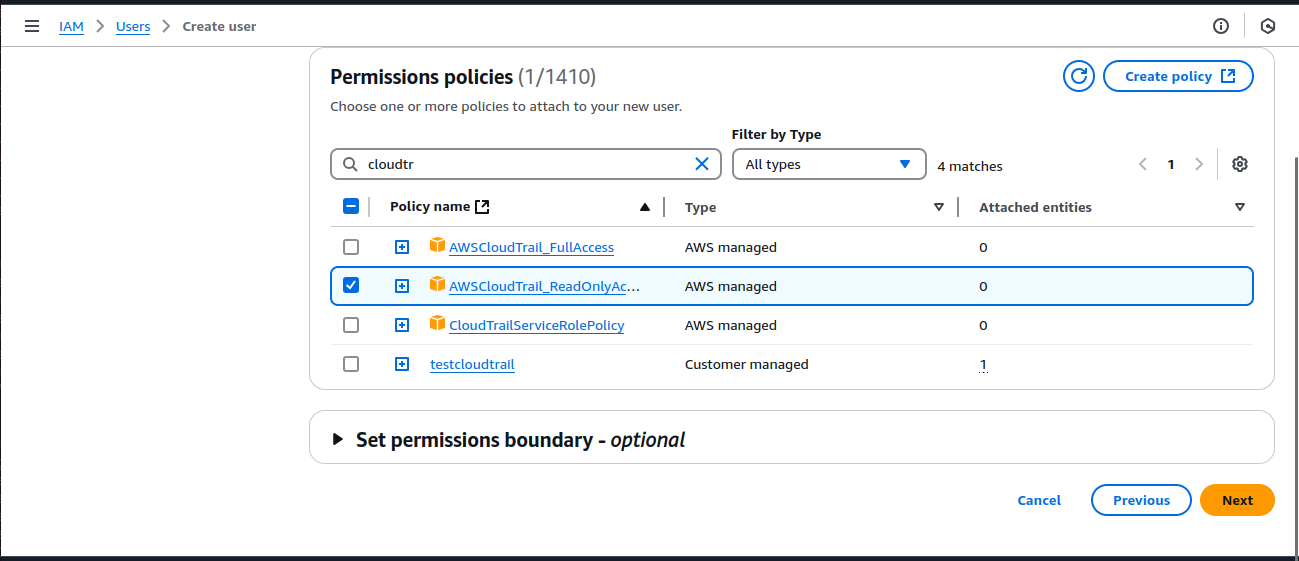 IAM > Users > Create user
Permissions policies (1/1410)
Create policy
Choose one or more policies to attach to your new user.
Filter by Type
cloudtr
All types
4 matches
1
Policy name
Type
Attached entities
AWSCloudTrail_FullAccess AWS managed 0
AWSCloudTrail_ReadOnlyAc... AWS managed 0
CloudTrailServiceRolePolicy AWS managed 0
testcloudtrail Customer managed 1
Set permissions boundary - optional
Cancel Previous Next